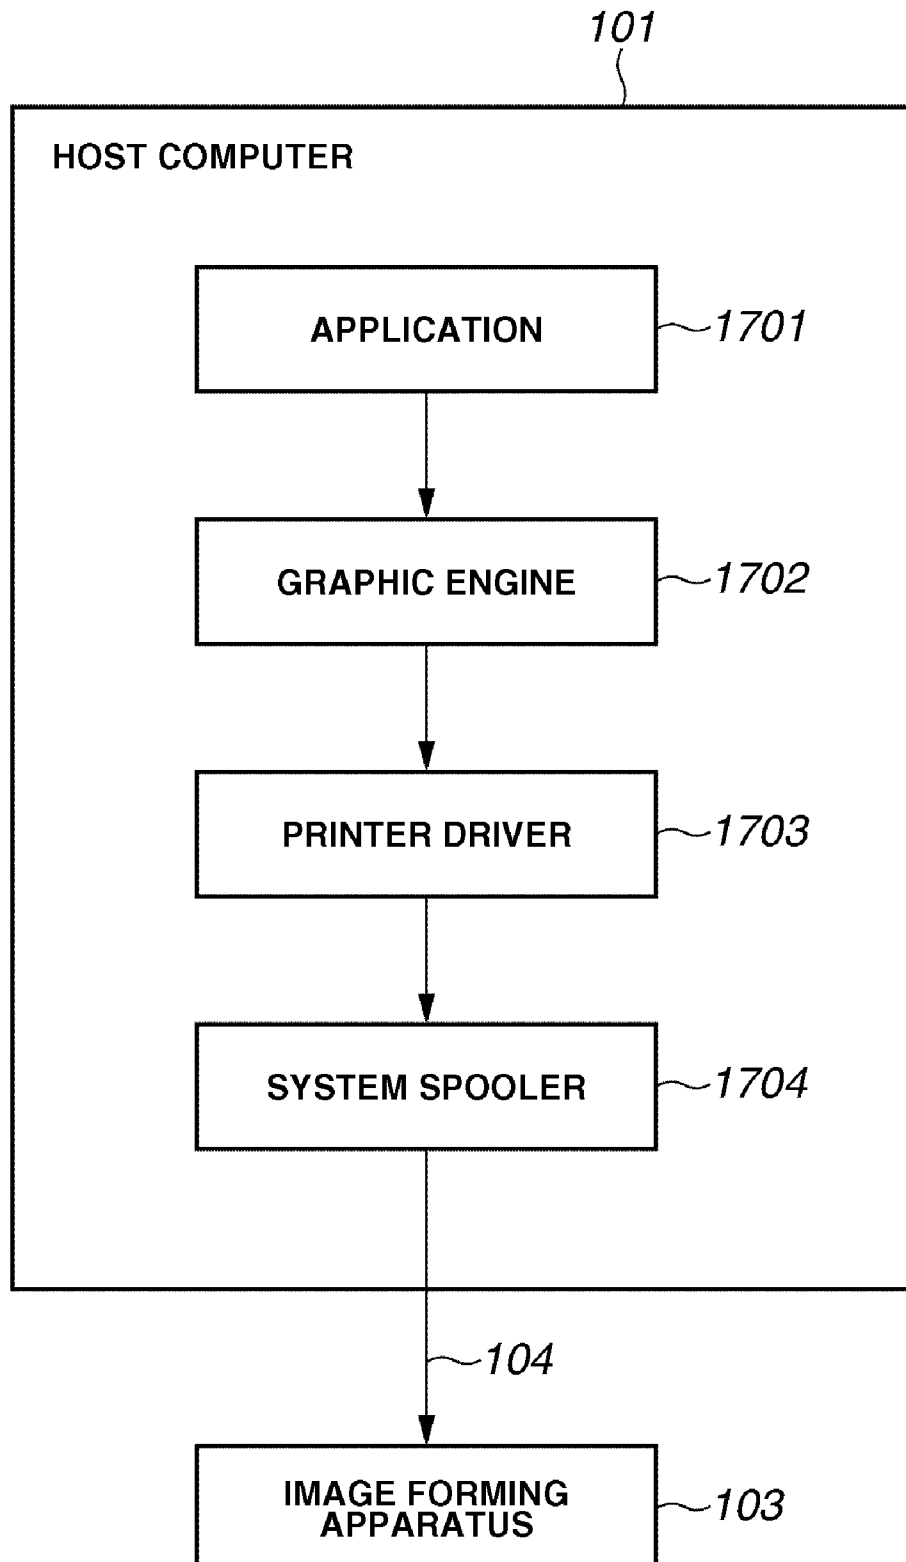 101
HOST COMPUTER
APPLICATION
1701
GRAPHIC ENGINE
1702
PRINTER DRIVER
1703
SYSTEM SPOOLER
1704
104
IMAGE FORMING
APPARATUS
103